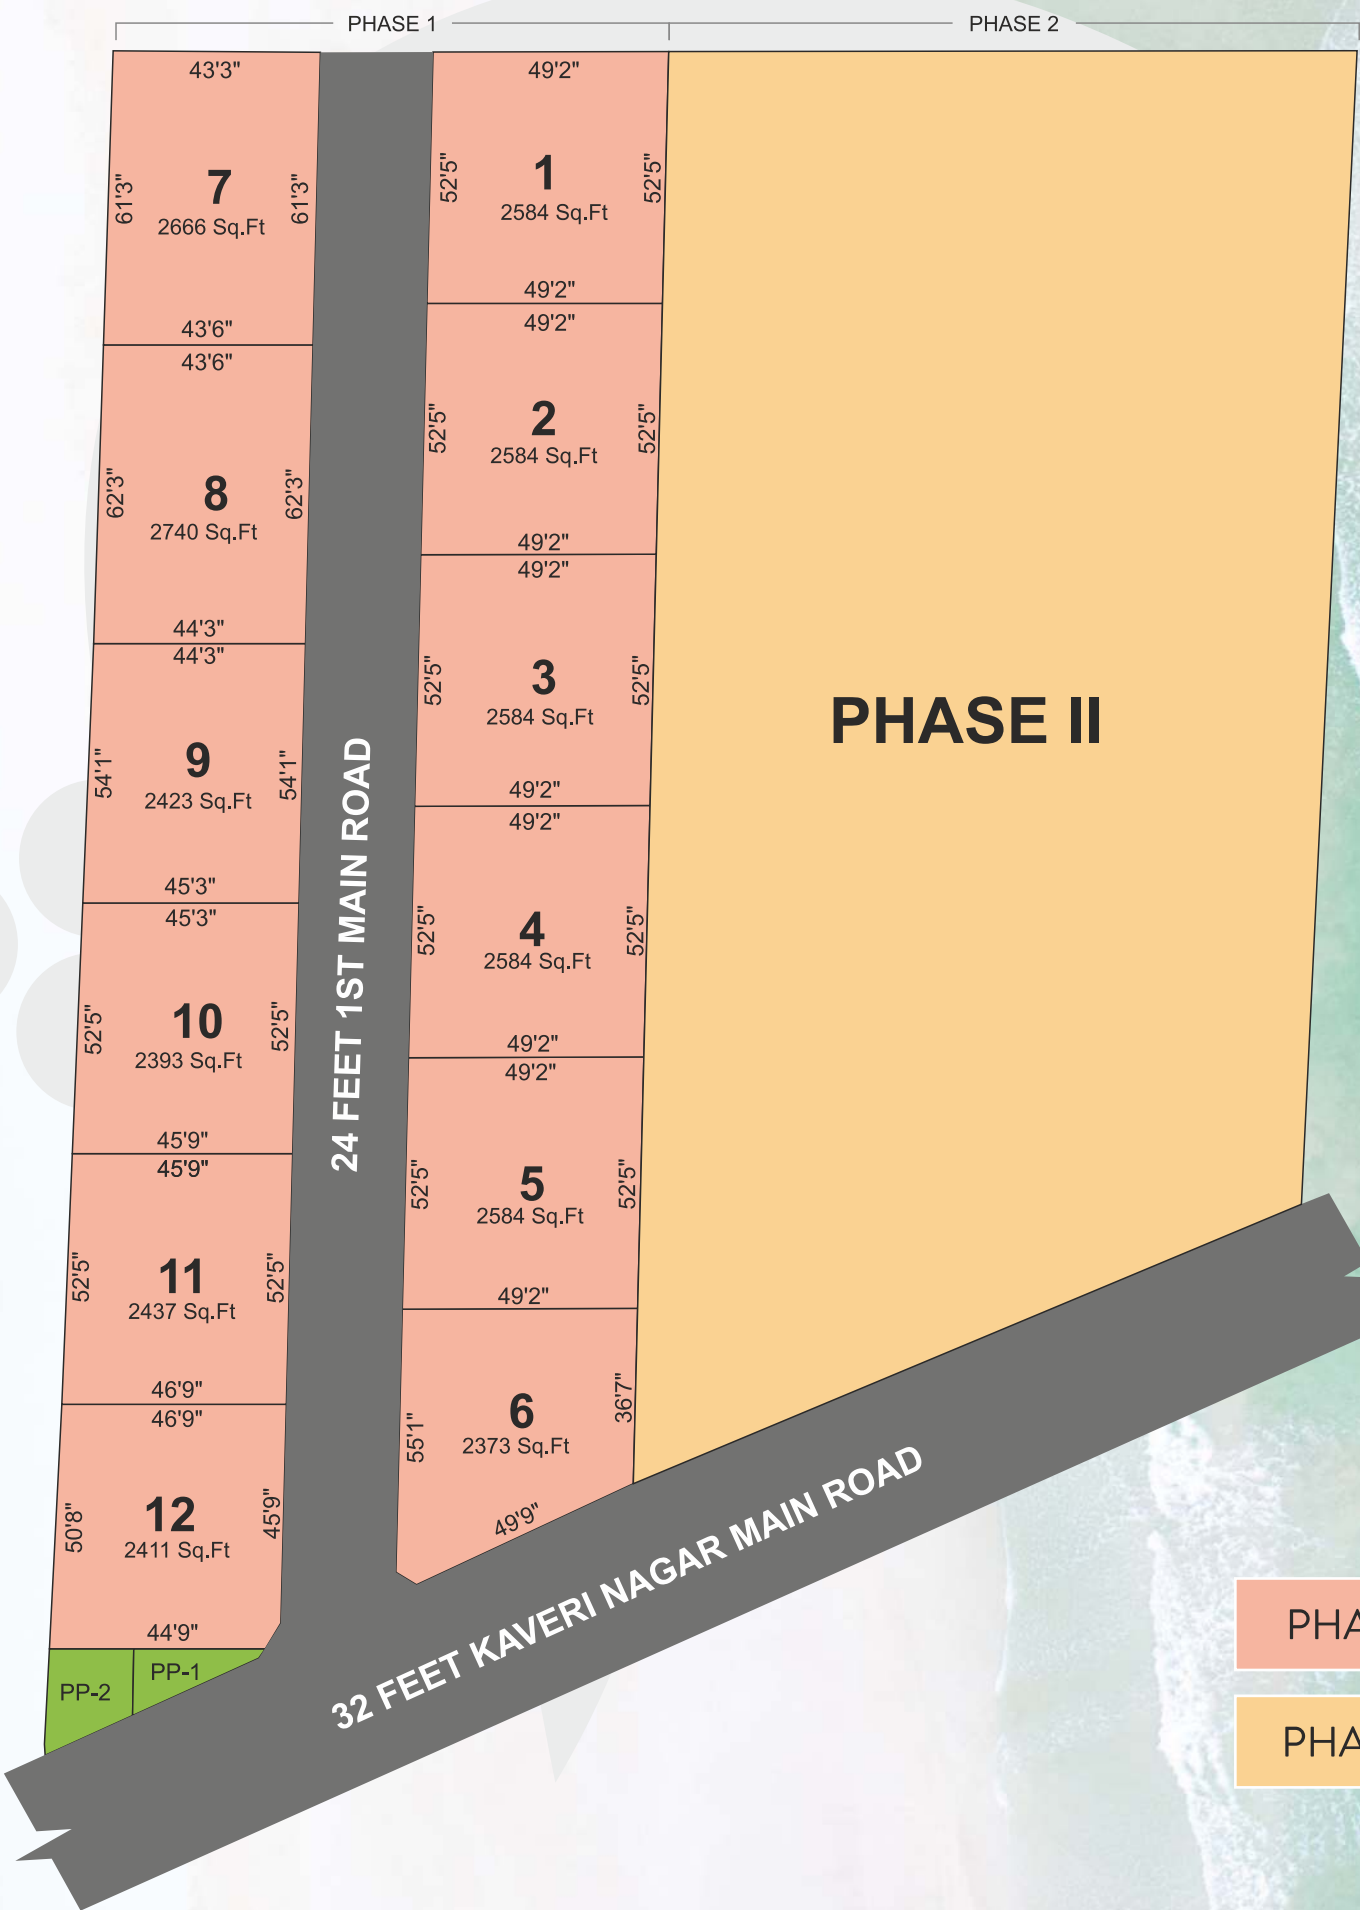 PHASE 1
PHASE 2
43'3"
61'3"
7
2666 Sq.Ft
61'3"
43'6"
43'6"
62'3"
8
2740 Sq.Ft
62'3"
44'3"
44'3"
54'1"
9
2423 Sq.Ft
54'1"
45'3"
45'3"
52'5"
10
2393 Sq.Ft
52'5"
45'9"
45'9"
52'5"
11
2437 Sq.Ft
52'5"
46'9"
46'9"
50'8"
12
2411 Sq.Ft
45'9"
44'9"
PP-2
PP-1
24 FEET 1ST MAIN ROAD
49'2"
52'5"
1
2584 Sq.Ft
52'5"
49'2"
49'2"
52'5"
2
2584 Sq.Ft
52'5"
49'2"
49'2"
52'5"
3
2584 Sq.Ft
52'5"
49'2"
49'2"
52'5"
4
2584 Sq.Ft
52'5"
49'2"
49'2"
52'5"
5
2584 Sq.Ft
52'5"
49'2"
55'1"
6
2373 Sq.Ft
36'7"
49'9"
PHASE II
32 FEET KAVERI NAGAR MAIN ROAD
PHA
PHA